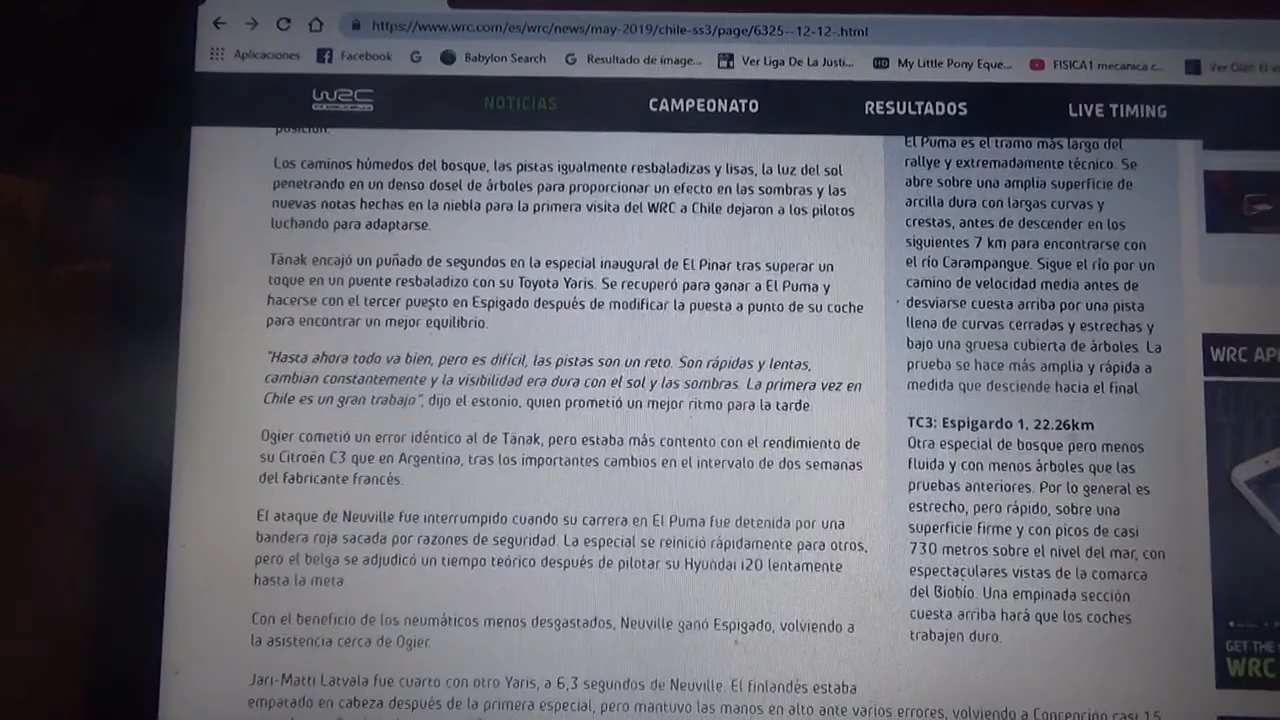 https://www.wrc.com/es/wrc/news/may-2019/chile-ss3/page/6325--12-12-.html
Aplicaciones Facebook Babylon Search Resultado de image... Ver Liga De La Justi... My Little Pony Eque... FISICA1 mecanica c...
WRC NOTICIAS CAMPEONATO RESULTADOS LIVE TIMING
posición.
Los caminos húmedos del bosque, las pistas igualmente resbaladizas y lisas, la luz del sol
penetrando en un denso dosel de árboles para proporcionar un efecto en las sombras y las
nuevas notas hechas en la niebla para la primera visita del WRC a Chile dejaron a los pilotos
luchando para adaptarse.
Tänak encajó un puñado de segundos en la especial inaugural de El Pinar tras superar un
toque en un puente resbaladizo con su Toyota Yaris. Se recuperó para ganar a El Puma y
hacerse con el tercer puesto en Espigado después de modificar la puesta a punto de su coche
para encontrar un mejor equilibrio.
"Hasta ahora todo va bien, pero es difícil, las pistas son un reto. Son rápidas y lentas,
cambian constantemente y la visibilidad era dura con el sol y las sombras. La primera vez en
Chile es un gran trabajo", dijo el estonio, quien prometió un mejor ritmo para la tarde.
Ogier cometió un error idéntico al de Tänak, pero estaba más contento con el rendimiento de
su Citroën C3 que en Argentina, tras los importantes cambios en el intervalo de dos semanas
del fabricante francés.
El ataque de Neuville fue interrumpido cuando su carrera en El Puma fue detenida por una
bandera roja sacada por razones de seguridad. La especial se reinició rápidamente para otros,
pero el belga se adjudicó un tiempo teórico después de pilotar su Hyundai i20 lentamente
hasta la meta.
Con el beneficio de los neumáticos menos desgastados, Neuville ganó Espigado, volviendo a
la asistencia cerca de Ogier.
Jari-Matti Latvala fue cuarto con otro Yaris, a 6,3 segundos de Neuville. El finlandés estaba
empatado en cabeza después de la primera especial, pero mantuvo las manos en alto ante varios errores, volviendo a Concepción casi 15
El Puma es el tramo más largo del
rallye y extremadamente técnico. Se
abre sobre una amplia superficie de
arcilla dura con largas curvas y
crestas, antes de descender en los
siguientes 7 km para encontrarse con
el río Carampangue. Sigue el río por un
camino de velocidad media antes de
desviarse cuesta arriba por una pista
llena de curvas cerradas y estrechas y
bajo una gruesa cubierta de árboles. La
prueba se hace más amplia y rápida a
medida que desciende hacia el final.
TC3: Espigardo 1, 22.26km
Otra especial de bosque pero menos
fluida y con menos árboles que las
pruebas anteriores. Por lo general es
estrecho, pero rápido, sobre una
superficie firme y con picos de casi
730 metros sobre el nivel del mar, con
espectaculares vistas de la comarca
del Biobío. Una empinada sección
cuesta arriba hará que los coches
trabajen duro.
WRC AP
GET THE
WRC